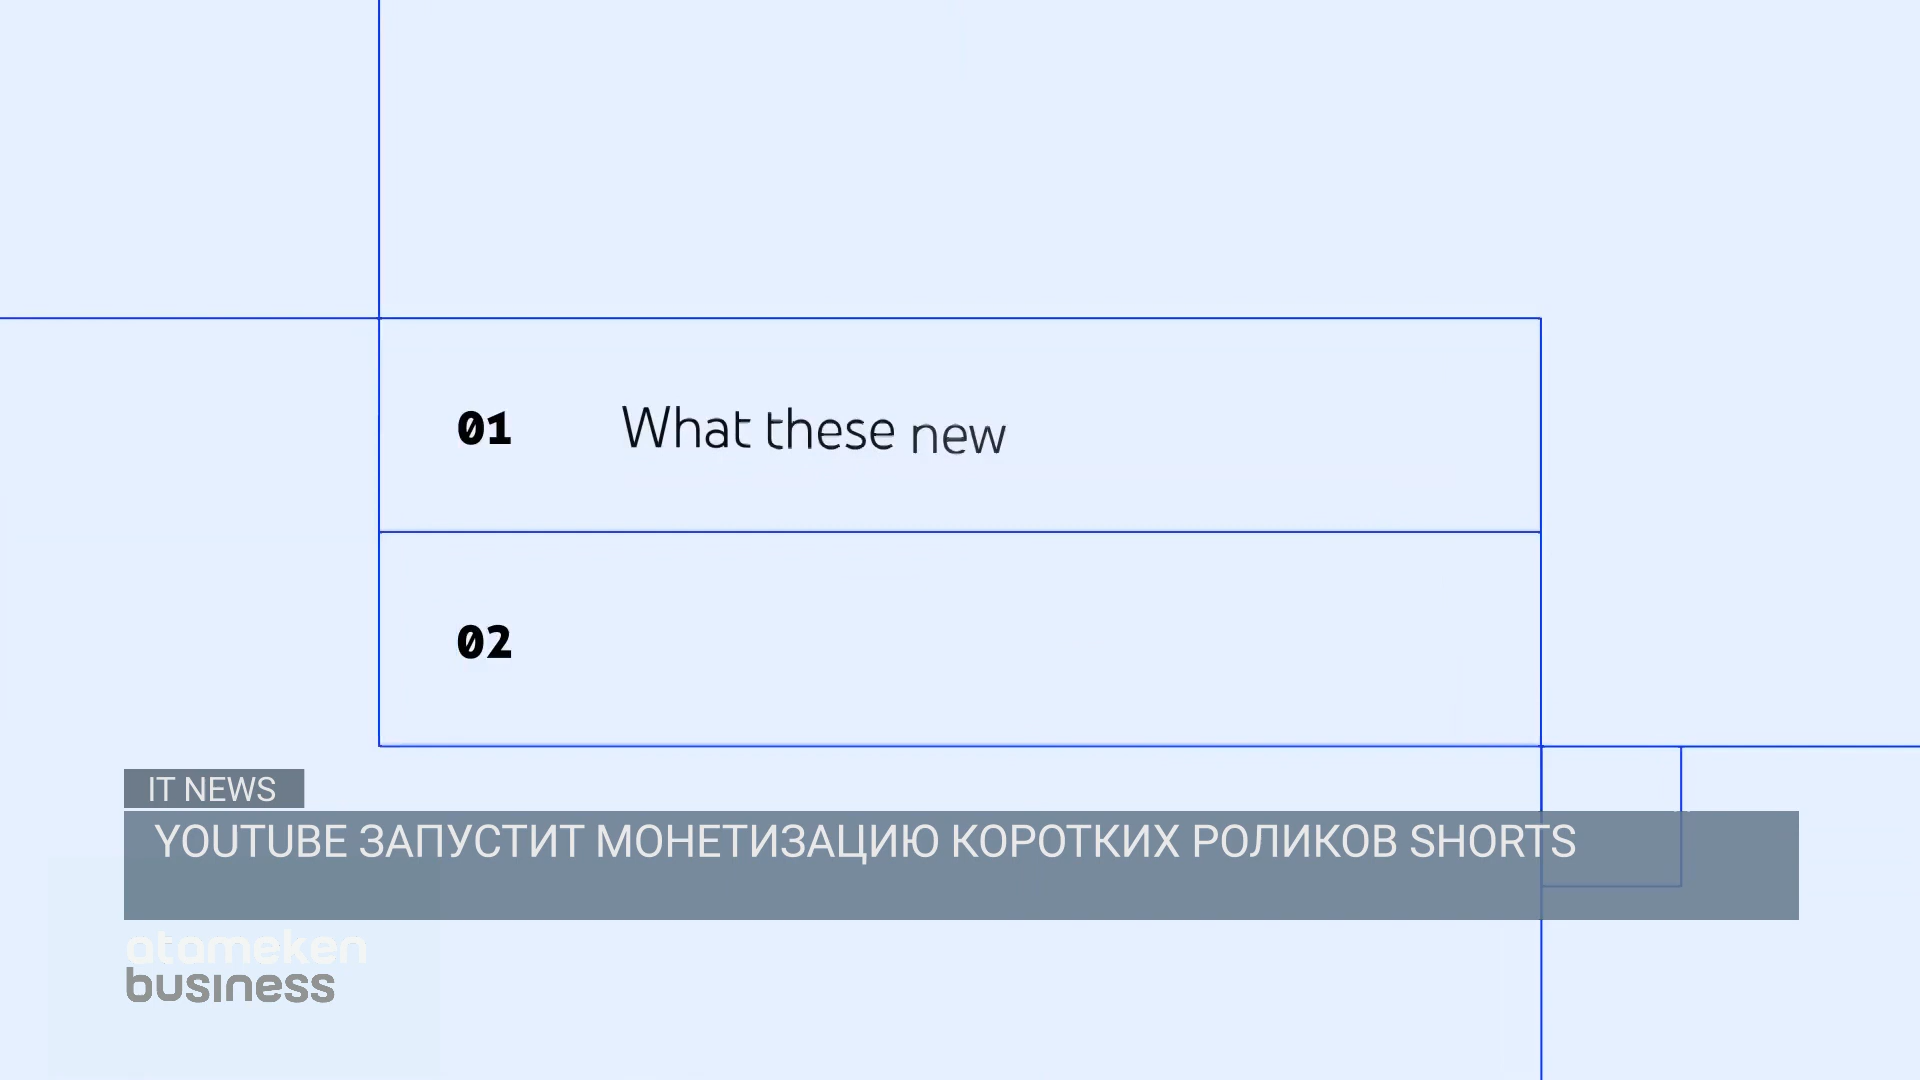 01 What these new
02
IT NEWS
YOUTUBE ЗАПУСТИТ МОНЕТИЗАЦИЮ КОРОТКИХ РОЛИКОВ SHORTS
atameken
business